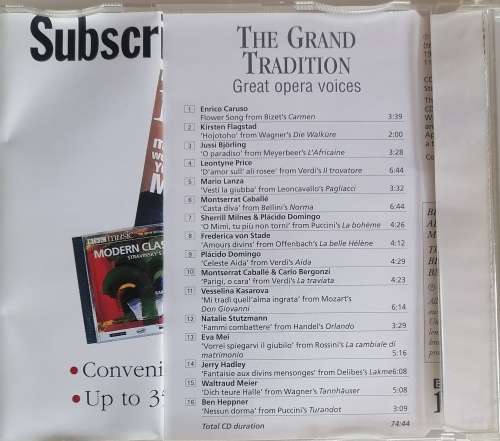 Subscri
THE GRAND
TRADITION
Great opera voices
1 Enrico Caruso
Flower Song from Bizet's Carmen 3:39
2 Kirsten Flagstad
'Hojotoho' from Wagner's Die Walküre 2:00
3 Jussi Björling
'O paradiso' from Meyerbeer's L'Africaine 3:28
4 Leontyne Price
'D'amor sull' ali rosee' from Verdi's Il trovatore 6:44
5 Mario Lanza
'Vesti la giubba' from Leoncavallo's Pagliacci 3:32
6 Montserrat Caballé
'Casta diva' from Bellini's Norma 6:44
7 Sherrill Milnes & Plácido Domingo
'O Mimì, tu più non torni' from Puccini's La bohème 4:26
8 Frederica von Stade
'Amours divins' from Offenbach's La belle Hélène 4:12
9 Plácido Domingo
'Celeste Aida' from Verdi's Aida 4:29
10 Montserrat Caballé & Carlo Bergonzi
'Parigi, o cara' from Verdi's La traviata 4:23
11 Vesselina Kasarova
'Mi tradì quell'alma ingrata' from Mozart's
Don Giovanni 6:14
12 Natalie Stutzmann
'Fammi combattere' from Handel's Orlando 3:29
13 Eva Mei
'Vorrei spiegarvi il giubilo' from Rossini's La cambiale di
matrimonio 5:16
14 Jerry Hadley
'Fantaisie aux divins mensonges' from Delibes's Lakmé 6:08
15 Waltraud Meier
'Dich teure Halle' from Wagner's Tannhäuser 5:08
16 Ben Heppner
'Nessun dorma' from Puccini's Turandot 3:09
Total CD duration 74:44
music
MODERN CLAS
STRAVINSKY'S
• Conveni
• Up to 35